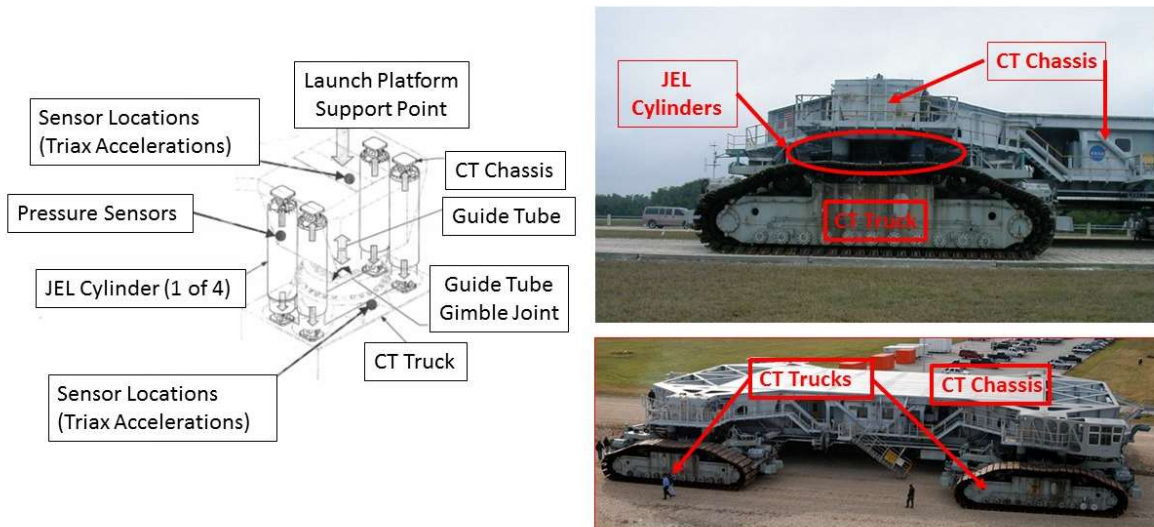 Launch Platform
Support Point
Sensor Locations
(Triax Accelerations)
CT Chassis
Pressure Sensors
Guide Tube
JEL Cylinder (1 of 4)
Guide Tube
Gimble Joint
CT Truck
Sensor Locations
(Triax Accelerations)
JEL
Cylinders
CT Chassis
NASA
CT Truck
CT Trucks
CT Chassis